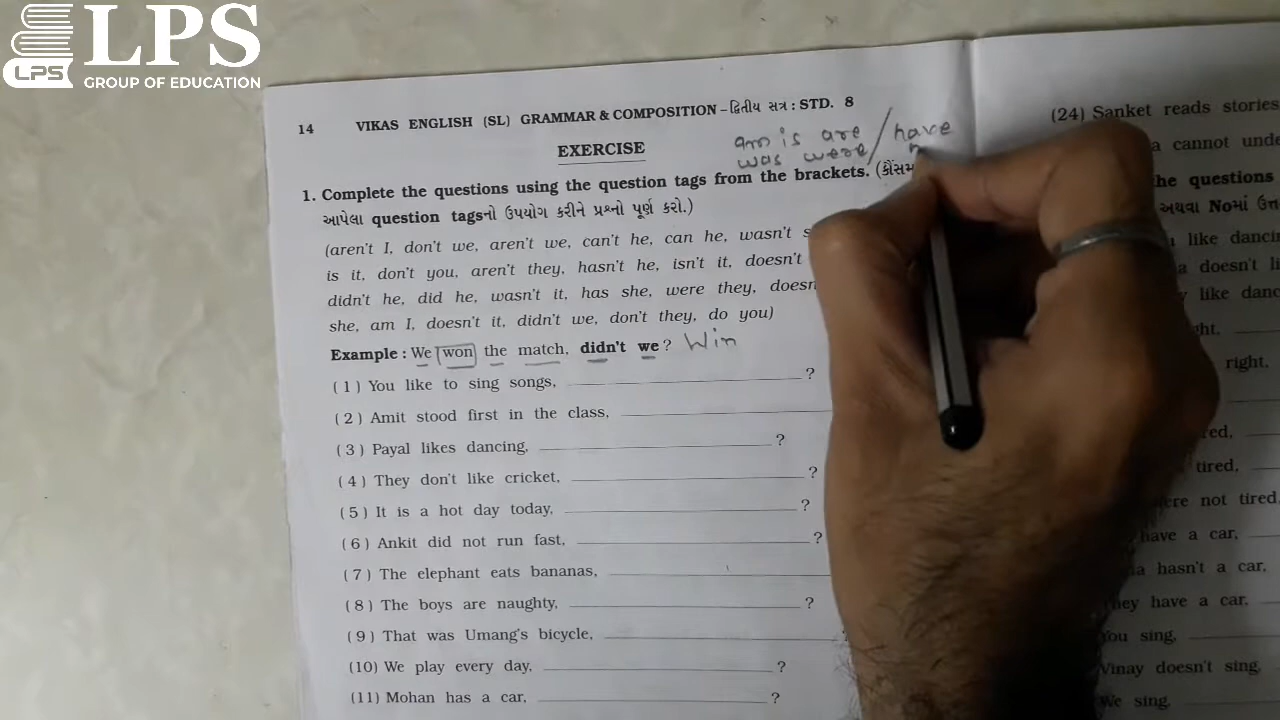 LPS
LPS
GROUP OF EDUCATION
14 VIKAS ENGLISH (SL) GRAMMAR & COMPOSITION – દ્વિતીય સત્ર : STD. 8
EXERCISE
am is are / have
was were /
1. Complete the questions using the question tags from the brackets.
આપેલા question tagsનો ઉપયોગ કરીને પ્રશ્નો પૂર્ણ કરો.)
(aren't I, don't we, aren't we, can't he, can he, wasn't
is it, don't you, aren't they, hasn't he, isn't it, doesn't
didn't he, did he, wasn't it, has she, were they,
she, am I, doesn't it, didn't we, don't they, do you)
Example : We won the match, didn't we? Win
(1) You like to sing songs, ?
(2) Amit stood first in the class,
(3) Payal likes dancing, ?
(4) They don't like cricket, ?
(5) It is a hot day today, ?
(6) Ankit did not run fast, ?
(7) The elephant eats bananas,
(8) The boys are naughty, ?
(9) That was Umang's bicycle, ?
(10) We play every day, ?
(11) Mohan has a car, ?
(24) Sanket reads stories
a cannot
the questions
અથવા Noમાં
like
doesn't
like
right,
tired,
were not tired,
have a car,
hasn't a car,
They have a car,
You sing,
Vinay doesn't sing,
We sing,